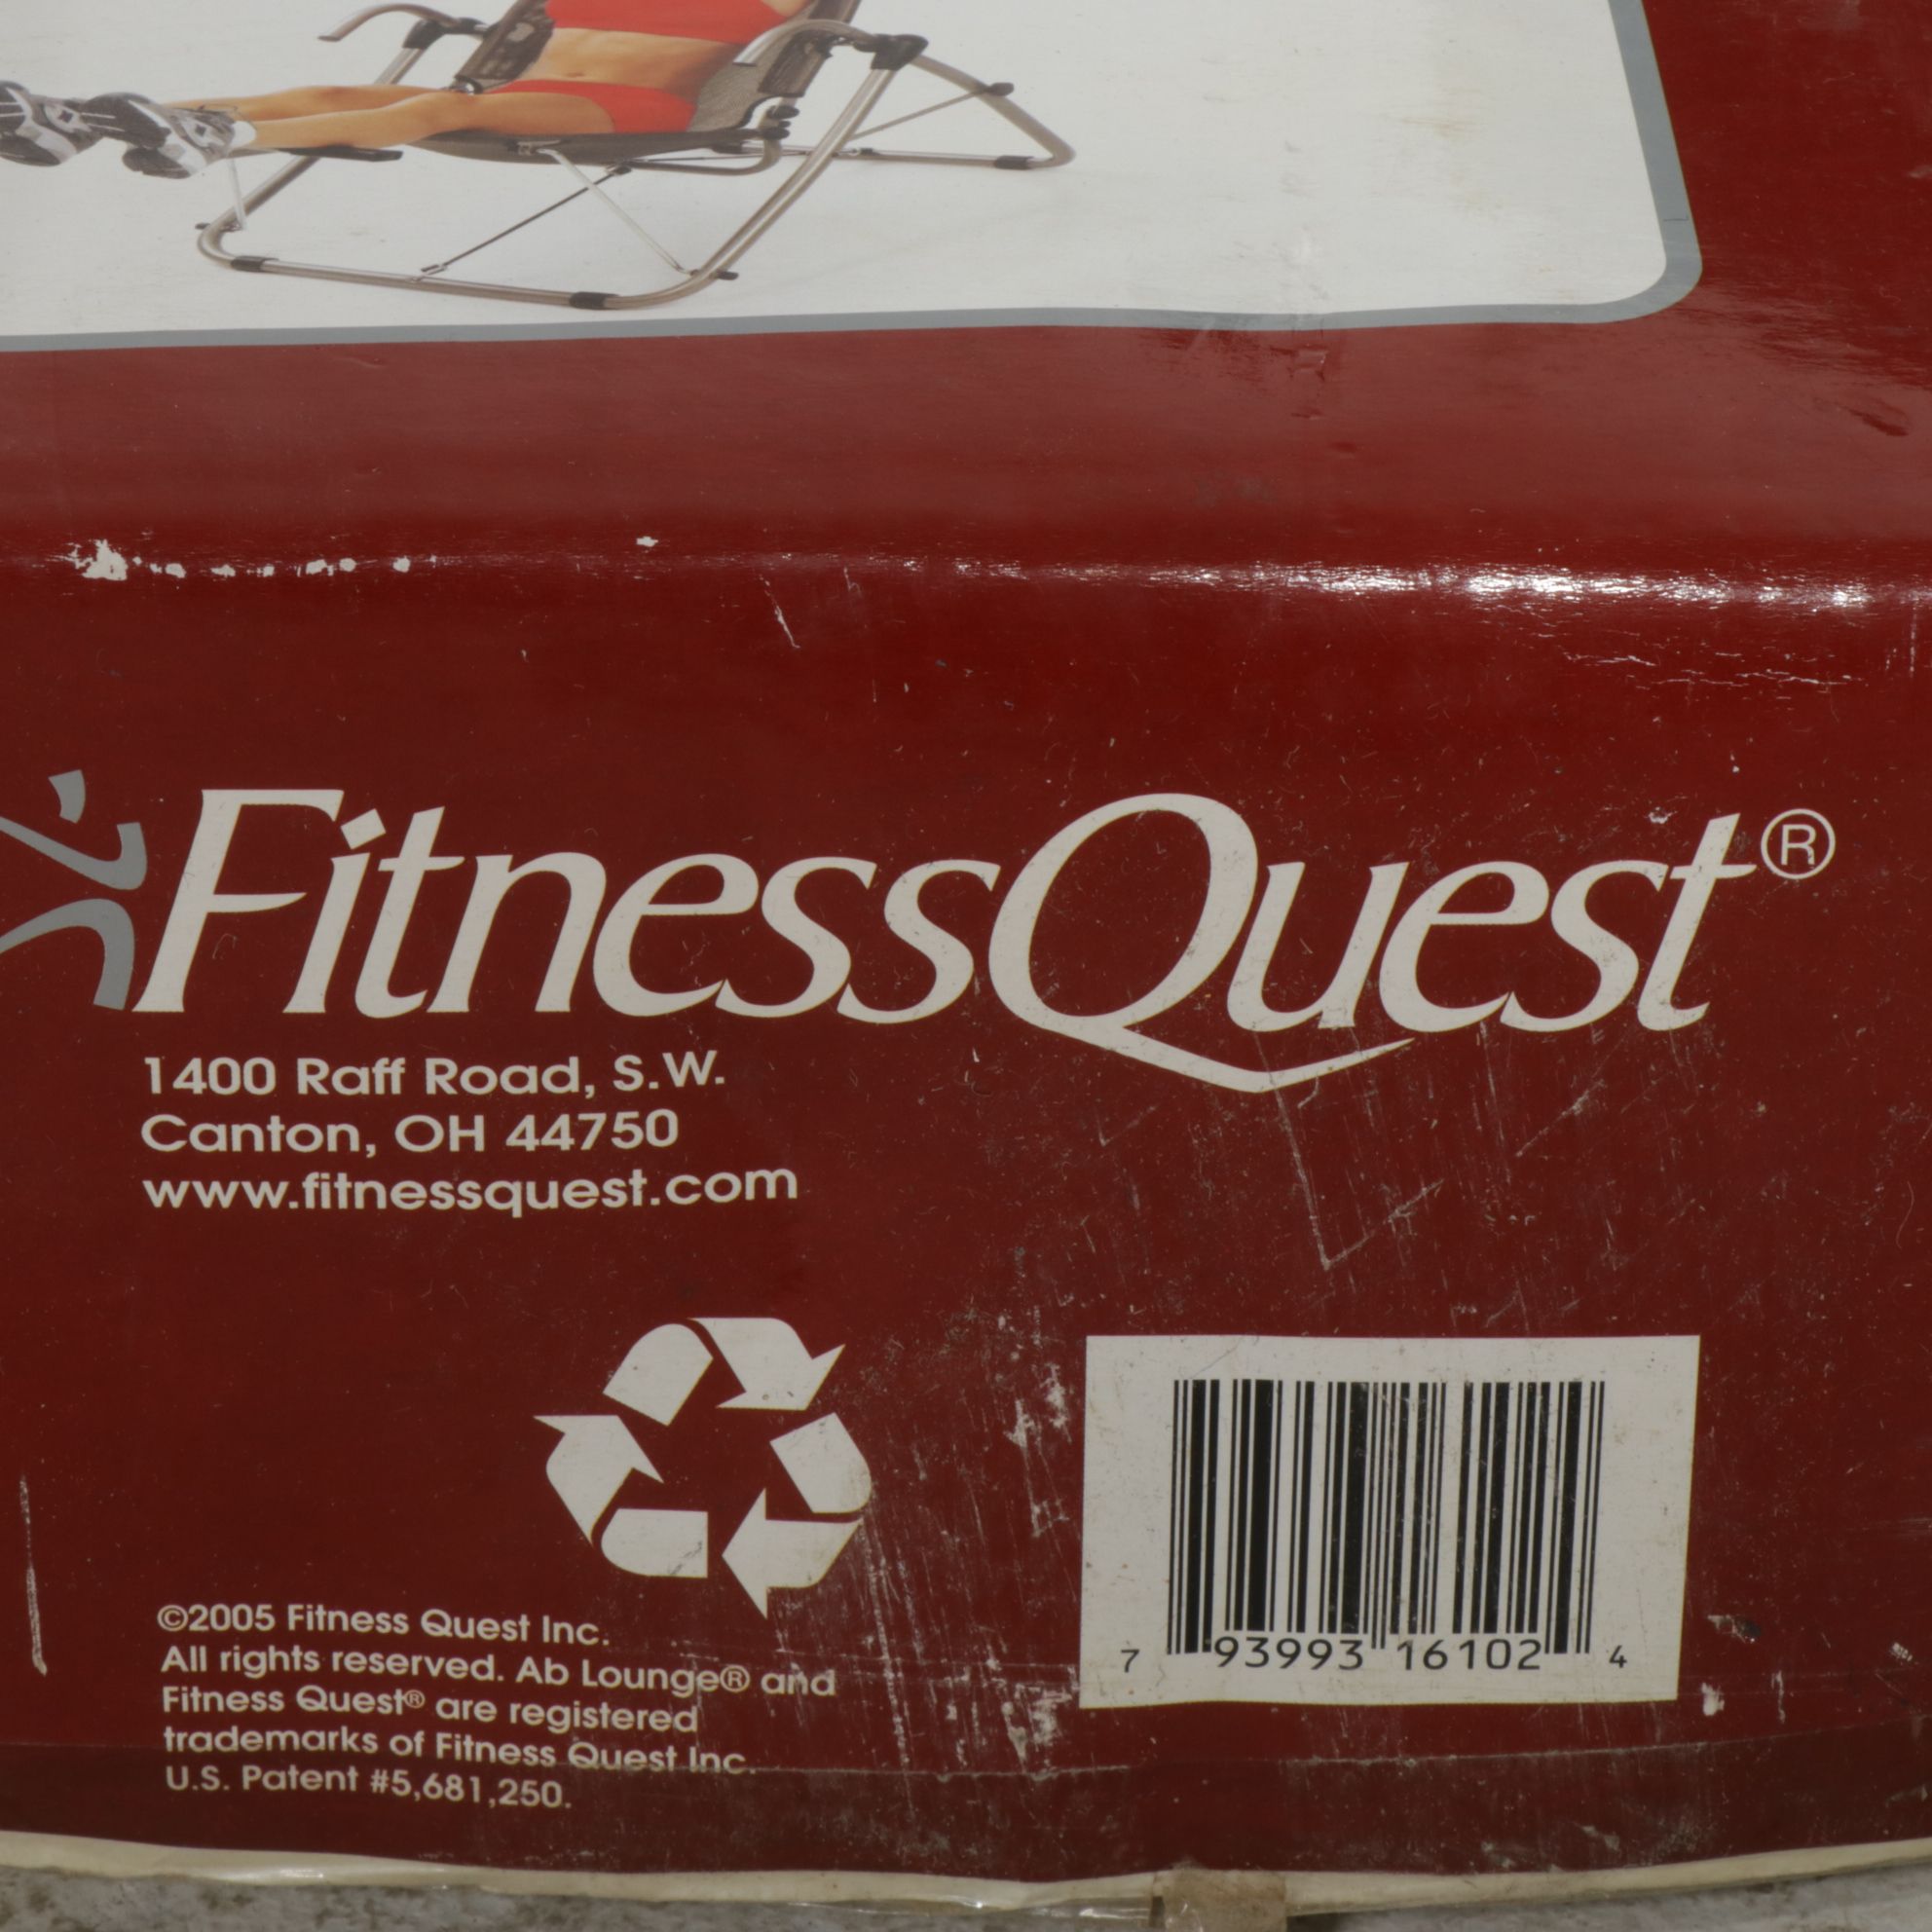 FitnessQuest®
1400 Raff Road, S.W.
Canton, OH 44750
www.fitnessquest.com
©2005 Fitness Quest Inc.
All rights reserved. Ab Lounge® and
Fitness Quest® are registered
trademarks of Fitness Quest Inc.
U.S. Patent #5,681,250.
7 93993 16102 4